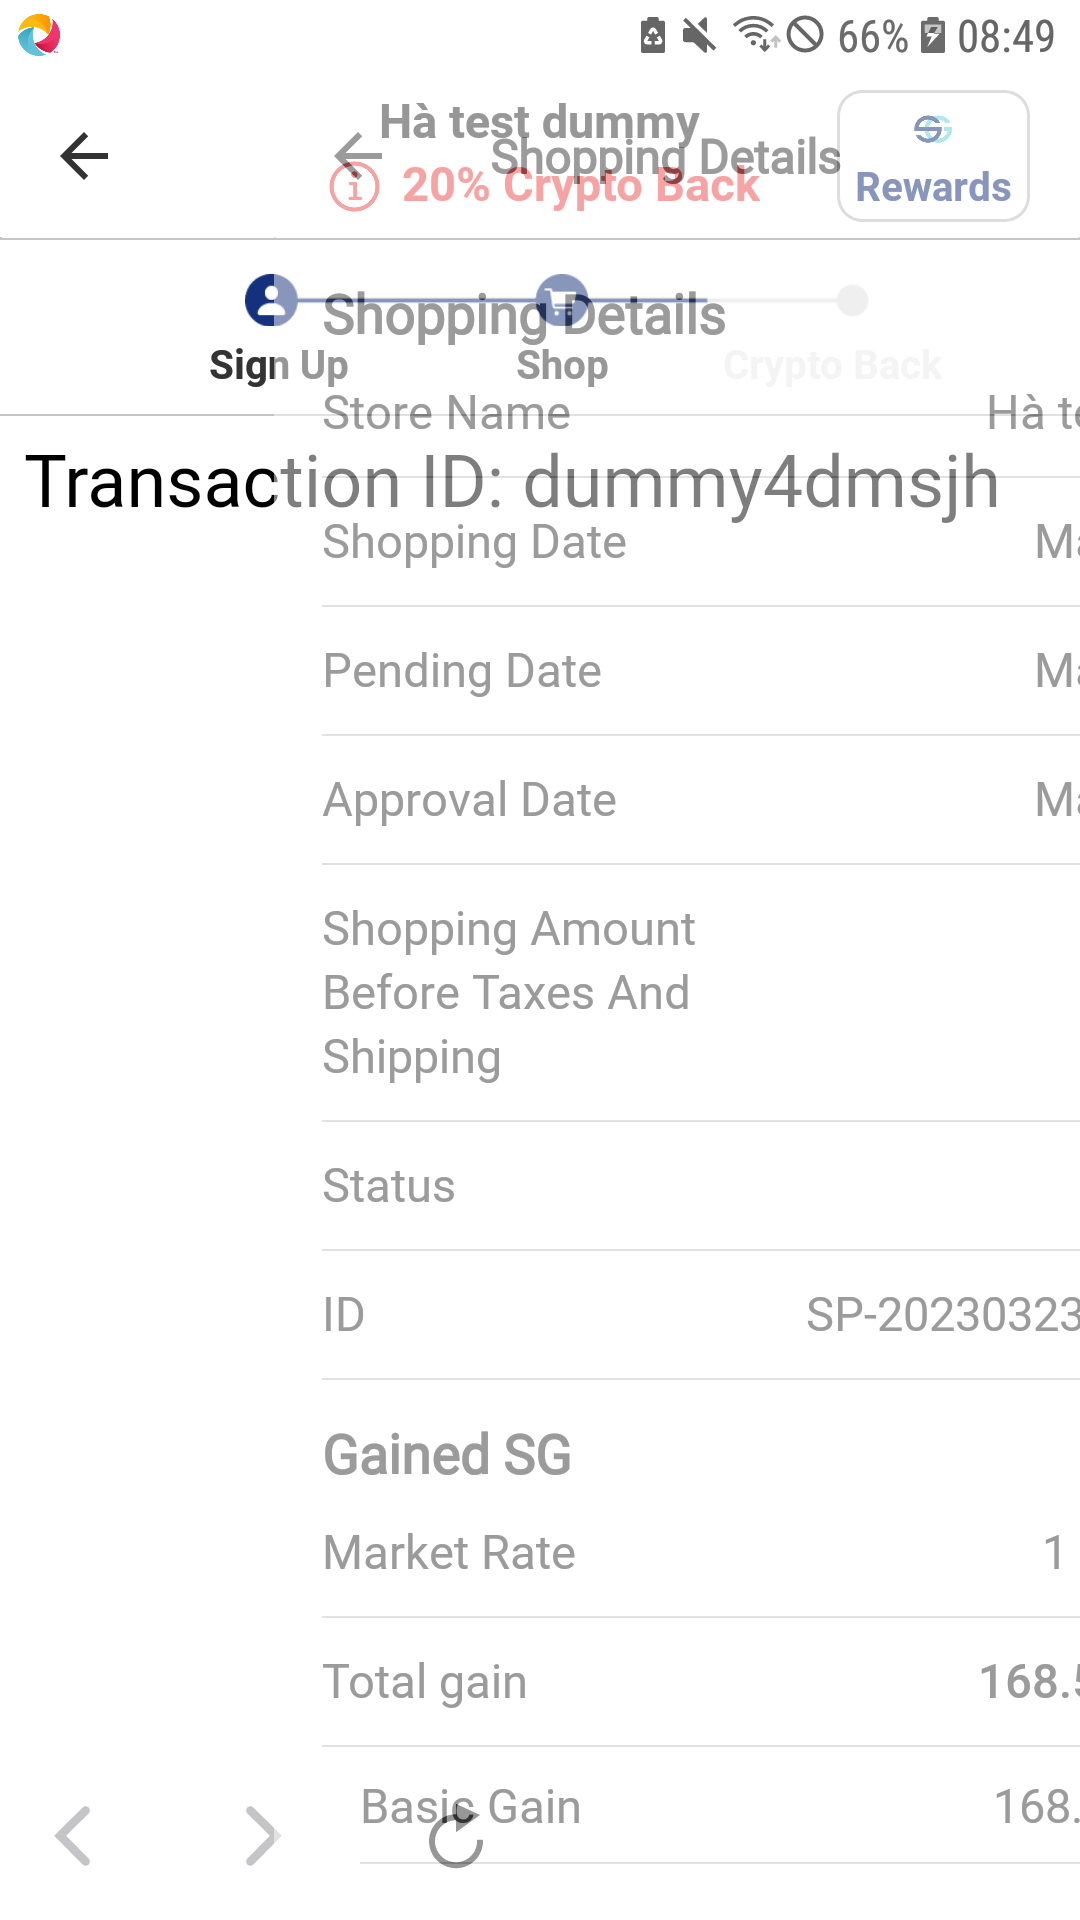 66% 08:49
Hà test dummy
Shopping Details
20% Crypto Back
Rewards
Shopping Details
Sign Up
Shop
Crypto Back
Store Name
Hà te
Transaction ID: dummy4dmsjh
Shopping Date
Ma
Pending Date
Ma
Approval Date
Ma
Shopping Amount
Before Taxes And
Shipping
Status
ID
SP-20230323
Gained SG
Market Rate
1
Total gain
168.5
Basic Gain
168.